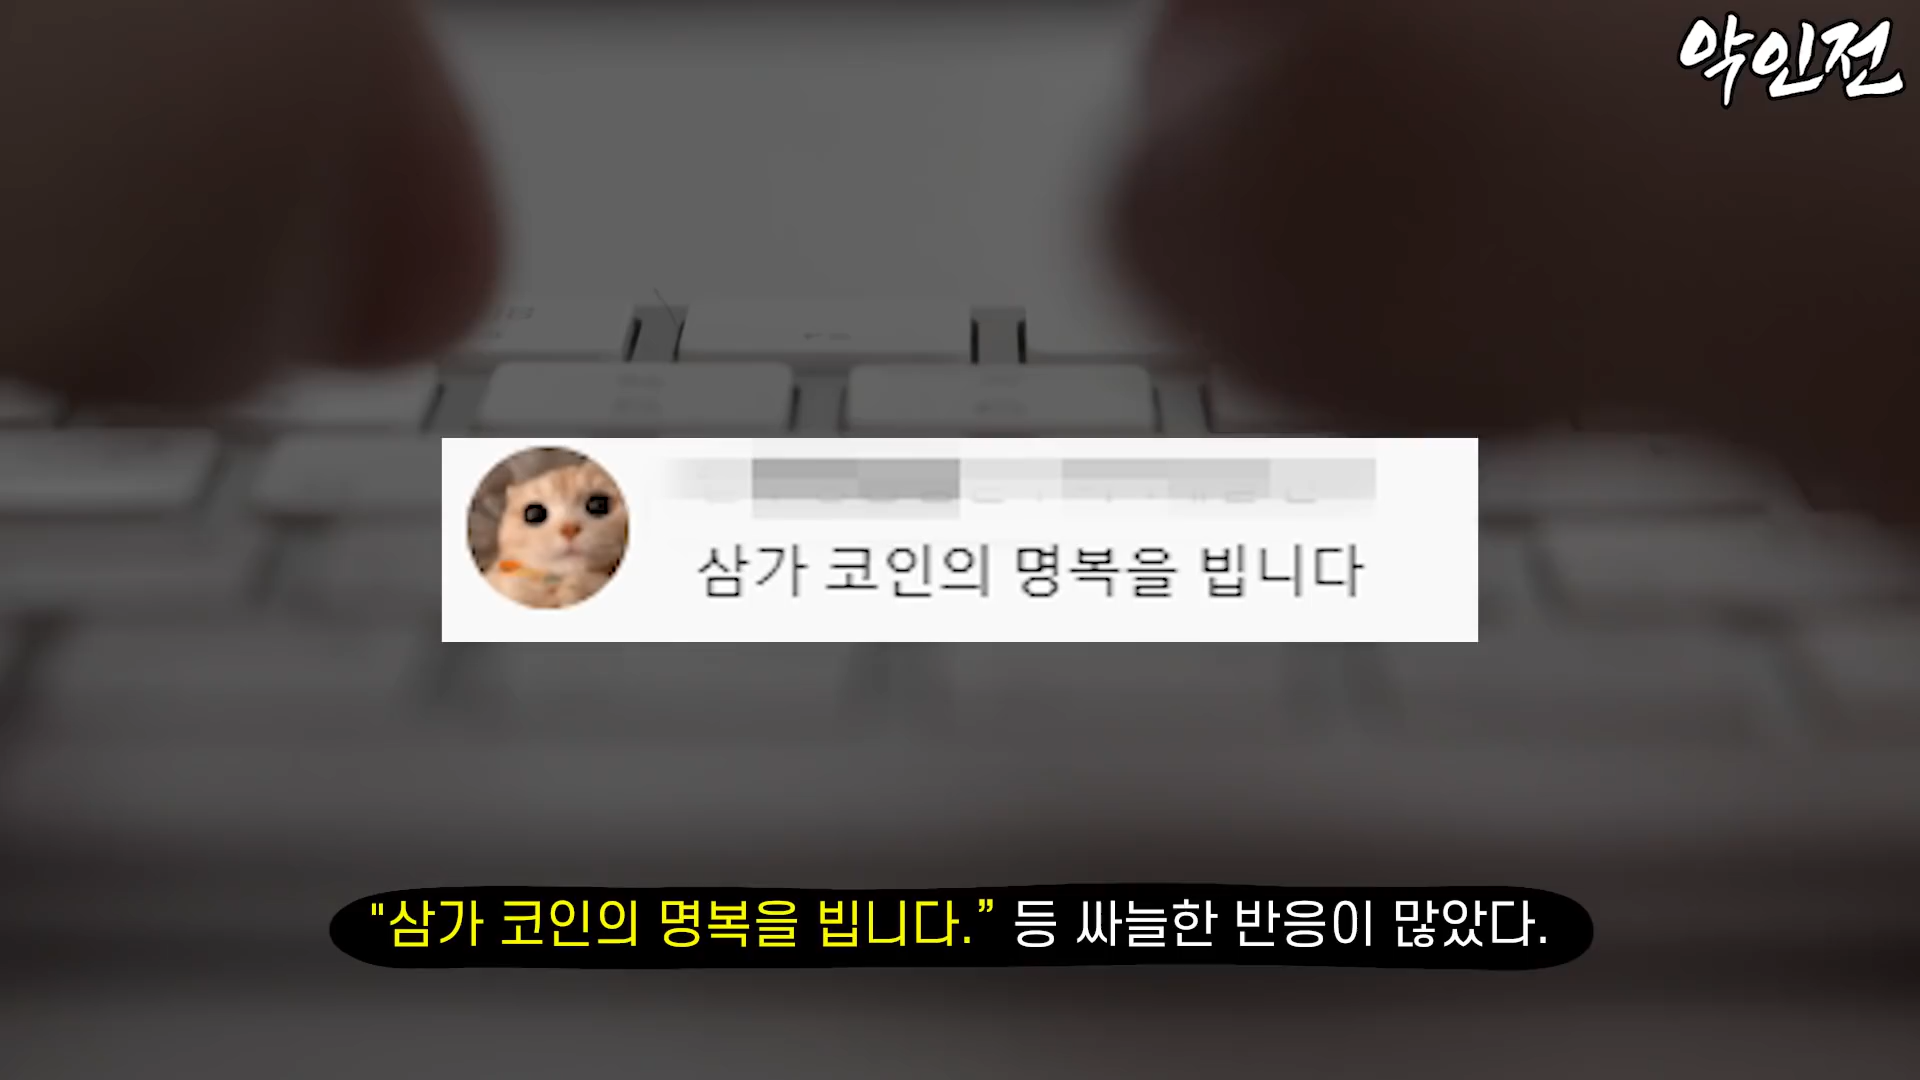 약인전
삼가 코인의 명복을 빕니다
"삼가 코인의 명복을 빕니다.” 등 싸늘한 반응이 많았다.